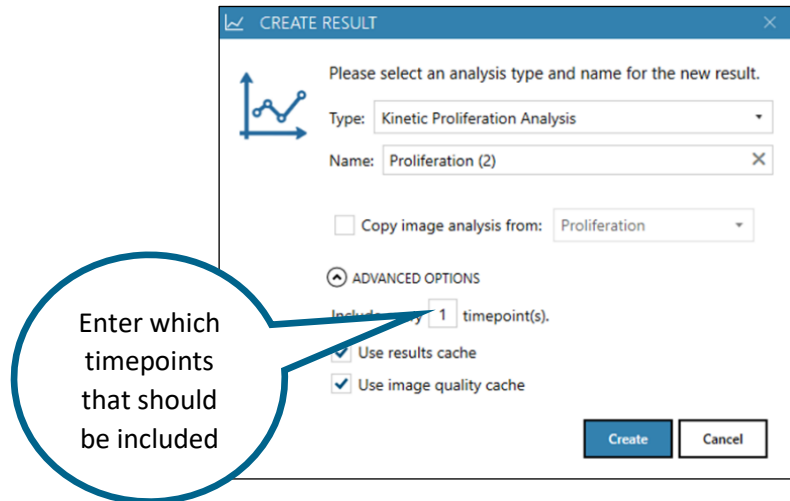 CREATE RESULT
Please select an analysis type and name for the new result.
Type: Kinetic Proliferation Analysis
Name: Proliferation (2)
Copy image analysis from: Proliferation
ADVANCED OPTIONS
1 timepoint(s).
Use results cache
Use image quality cache
Create Cancel
Enter which
timepoints
that should
be included